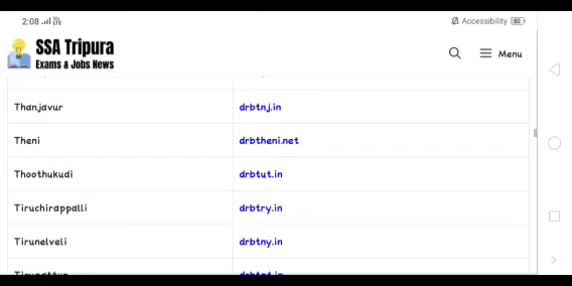 2:08
Accessibility 62
SSA Tripura
Exams & Jobs News
Menu
Thanjavur drbtnj.in
Theni drbtheni.net
Thoothukudi drbtut.in
Tiruchirappalli drbtry.in
Tirunelveli drbtny.in